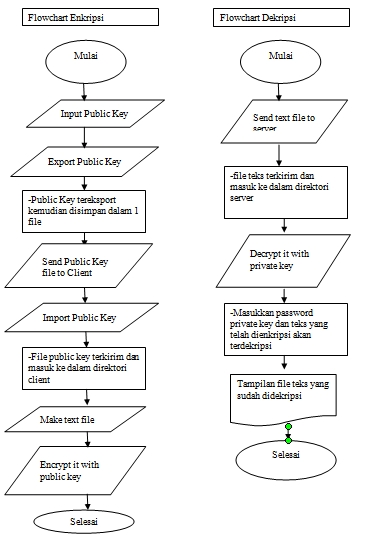 Flowchart Enkripsi
Mulai
Input Public Key
Export Public Key
-Public Key tereksport
kemudian disimpan dalam 1
file
Send Public Key
file to Client
Import Public Key
-File public key terkirim dan
masuk ke dalam direktori
client
Make text file
Encrypt it with
public key
Selesai
Flowchart Dekripsi
Mulai
Send text file to
server
-file teks terkirim dan
masuk ke dalam direktori
server
Decrypt it with
private key
-Masukkan password
private key dan teks yang
telah dienkripsi akan
terdekripsi
Tampilan file teks yang
sudah didekripsi
Selesai